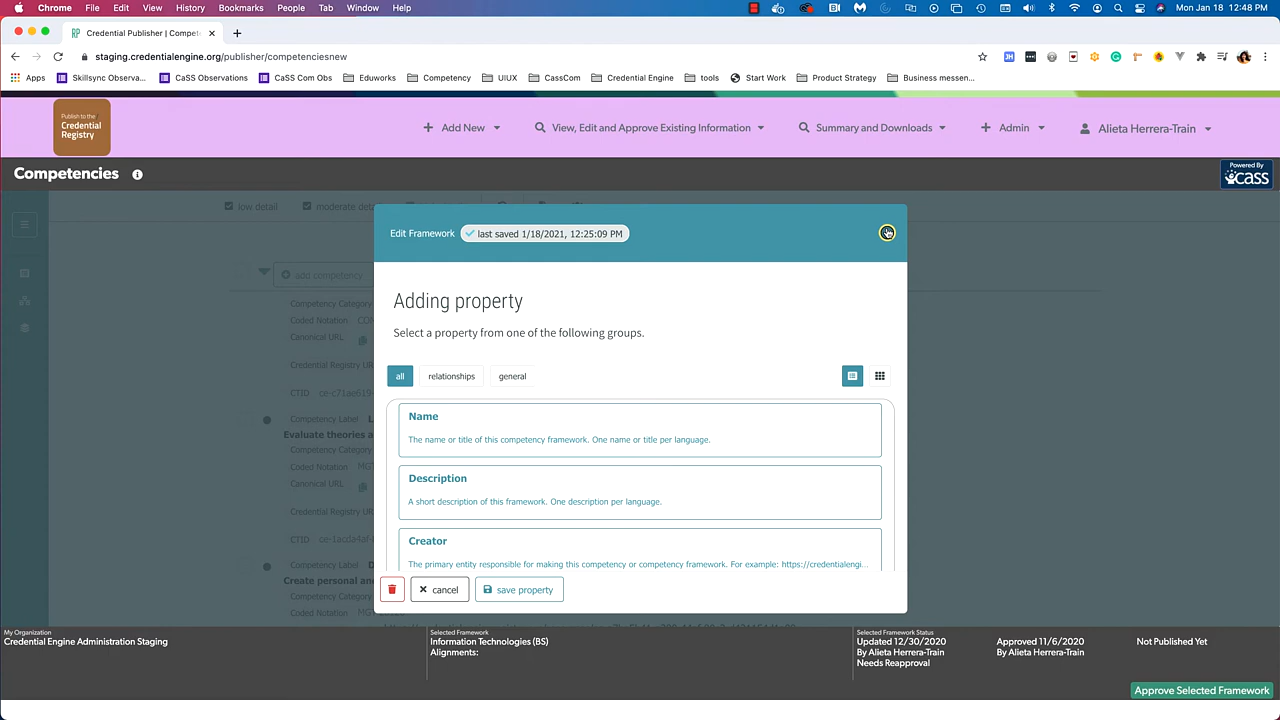 Chrome File Edit View History Bookmarks People Tab Window Help Mon Jan 18 12:48 PM
Credential Publisher | Compet
staging.credentialengine.org/publisher/competenciesnew
Apps Skillsync Observa... CaSS Observations CaSS Com Obs Eduworks Competency UIUX CassCom Credential Engine tools Start Work Product Strategy Business messen...
Publish to the
Credential
Registry
Add New View, Edit and Approve Existing Information Summary and Downloads Admin Alieta Herrera-Train
Competencies
Powered By
cass
low detail moderate deta
Edit Framework last saved 1/18/2021, 12:25:09 PM
add competency
Adding property
Select a property from one of the following groups.
Competency Category
Coded Notation CO
Canonical URL
Credential Registry UR
CTID ce-c71ae619
all relationships general
Name
The name or title of this competency framework. One name or title per language.
Competency Label
Evaluate theories a
Competency Category
Coded Notation MG
Canonical URL
Credential Registry UR
CTID ce-1acda4af
Description
A short description of this framework. One description per language.
Creator
The primary entity responsible for making this competency or competency framework. For example: https://credentialengi...
Competency Label D
Create personal an
Competency Category
Coded Notation MG
cancel save property
My Organization
Credential Engine Administration Staging
Selected Framework
Information Technologies (BS)
Alignments:
Selected Framework Status
Updated 12/30/2020
By Alieta Herrera-Train
Needs Reapproval
Approved 11/6/2020
By Alieta Herrera-Train
Not Published Yet
Approve Selected Framework